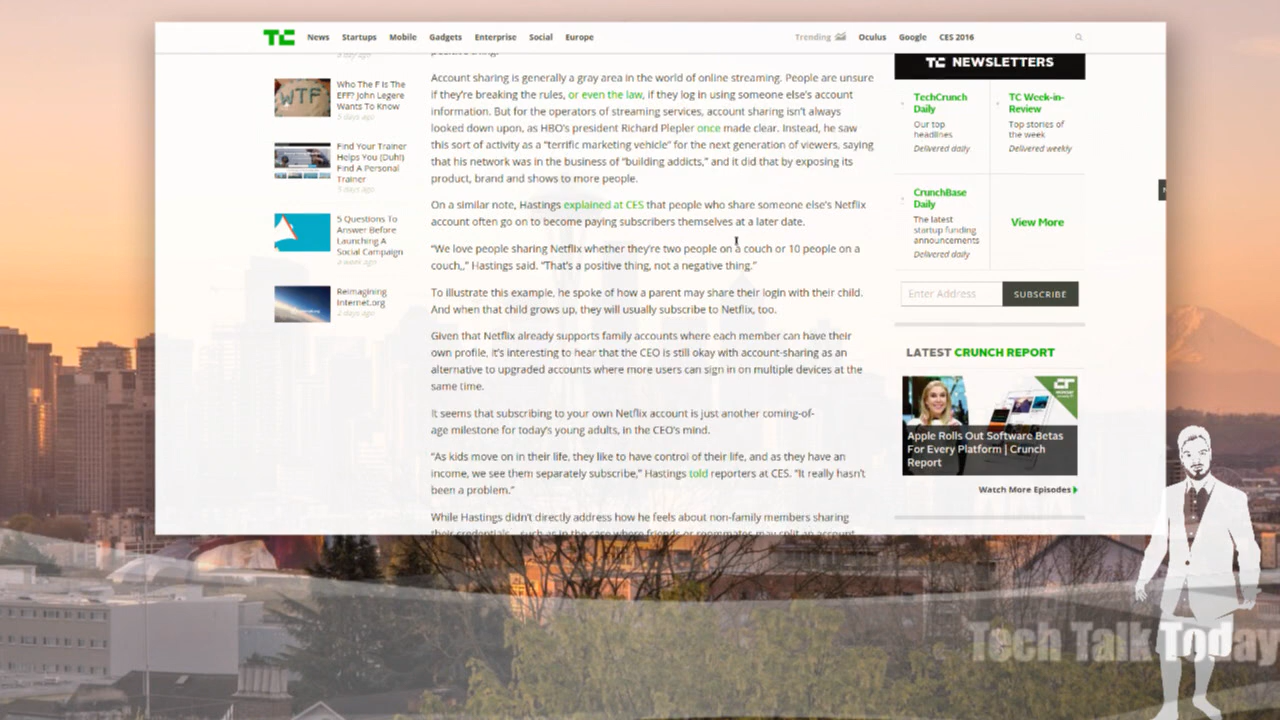 TC News Startups Mobile Gadgets Enterprise Social Europe Trending Oculus Google CES 2016
Who The F Is The
EFF? John Legere
Wants To Know
5 days ago
Find Your Trainer
Helps You (Duh!)
Find A Personal
Trainer
5 days ago
5 Questions To
Answer Before
Launching A
Social Campaign
a week ago
Reimagining
Internet.org
2 days ago
Account sharing is generally a gray area in the world of online streaming. People are unsure
if they're breaking the rules, or even the law, if they log in using someone else's account
information. But for the operators of streaming services, account sharing isn't always
looked down upon, as HBO's president Richard Plepler once made clear. Instead, he saw
this sort of activity as a "terrific marketing vehicle" for the next generation of viewers, saying
that his network was in the business of "building addicts," and it did that by exposing its
product, brand and shows to more people.
On a similar note, Hastings explained at CES that people who share someone else's Netflix
account often go on to become paying subscribers themselves at a later date.
"We love people sharing Netflix whether they're two people on a couch or 10 people on a
couch,," Hastings said. "That's a positive thing, not a negative thing."
To illustrate this example, he spoke of how a parent may share their login with their child.
And when that child grows up, they will usually subscribe to Netflix, too.
Given that Netflix already supports family accounts where each member can have their
own profile, it's interesting to hear that the CEO is still okay with account-sharing as an
alternative to upgraded accounts where more users can sign in on multiple devices at the
same time.
It seems that subscribing to your own Netflix account is just another coming-of-
age milestone for today's young adults, in the CEO's mind.
"As kids move on in their life, they like to have control of their life, and as they have an
income, we see them separately subscribe," Hastings told reporters at CES. "It really hasn't
been a problem."
While Hastings didn't directly address how he feels about non-family members sharing
TC NEWSLETTERS
TechCrunch
Daily
Our top
headlines
Delivered daily
TC Week-in-
Review
Top stories of
the week
Delivered weekly
CrunchBase
Daily
The latest
startup funding
announcements
Delivered daily
View More
Enter Address SUBSCRIBE
LATEST CRUNCH REPORT
Apple Rolls Out Software Betas
For Every Platform | Crunch
Report
Watch More Episodes
Tech Talk Today